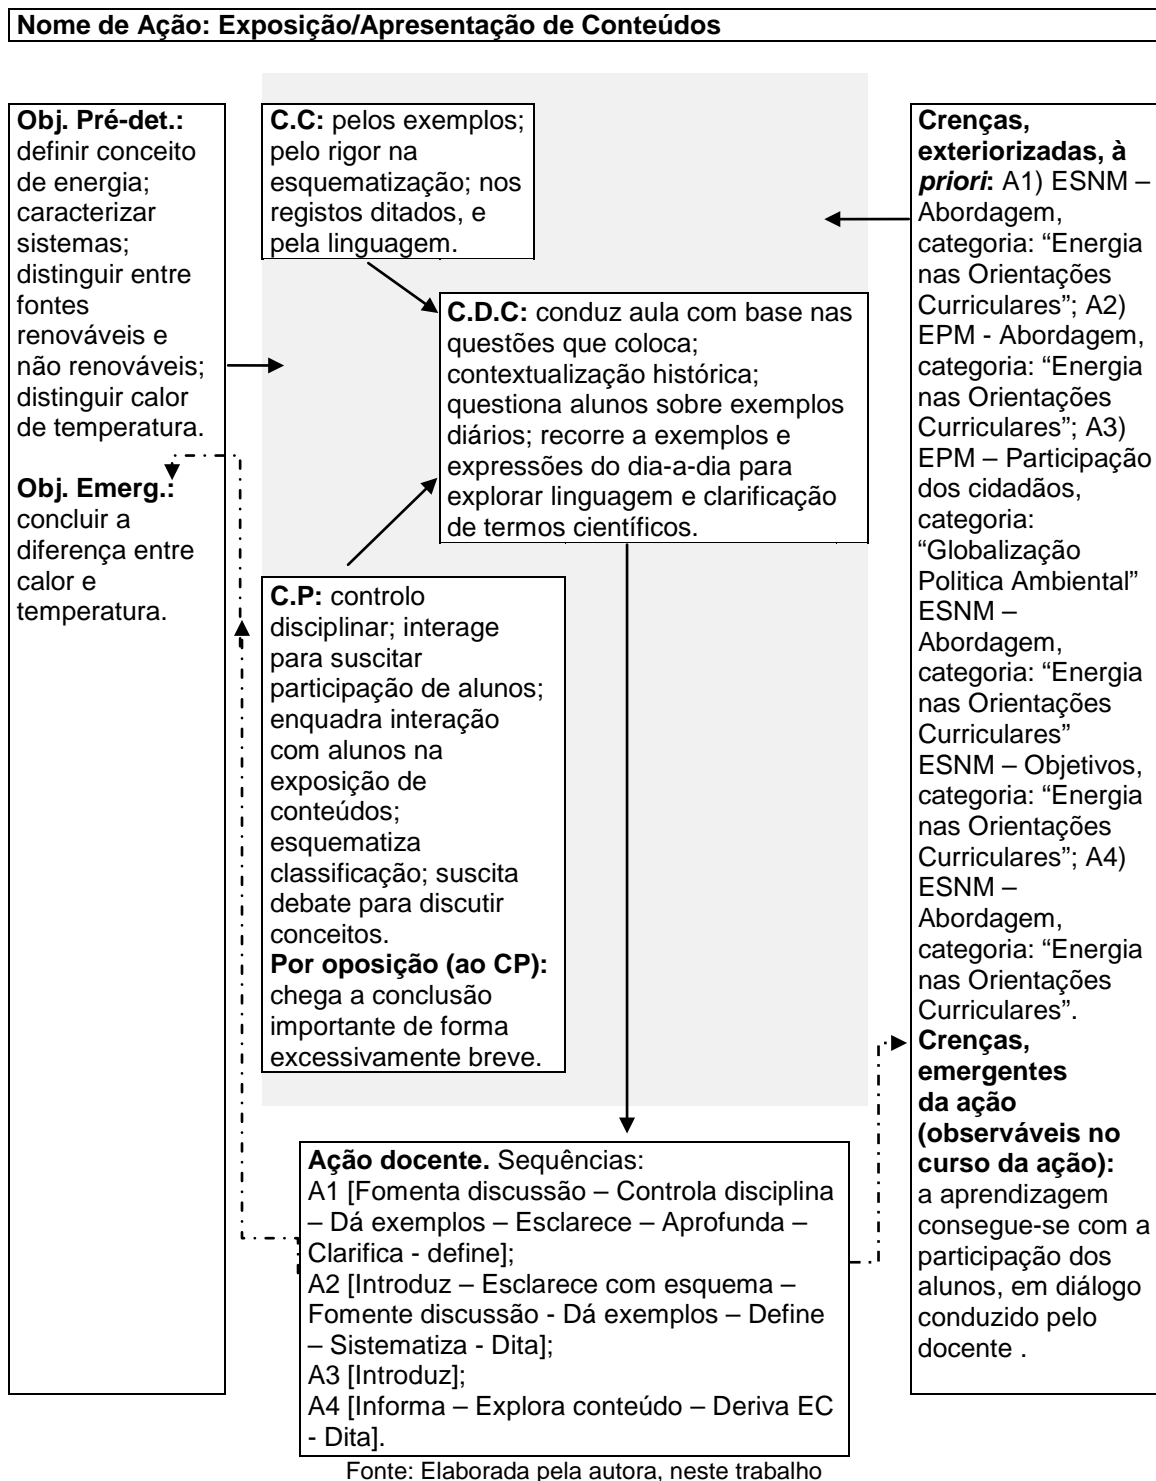 Nome de Ação: Exposição/Apresentação de Conteúdos
Obj. Pré-det.:
definir conceito
de energia;
caracterizar
sistemas;
distinguir entre
fontes
renováveis e
não renováveis;
distinguir calor
de temperatura.
Obj. Emerg.:
concluir a
diferença entre
calor e
temperatura.
C.C: pelos exemplos;
pelo rigor na
esquematização; nos
registos ditados, e
pela linguagem.
C.D.C: conduz aula com base nas
questões que coloca;
contextualização histórica;
questiona alunos sobre exemplos
diários; recorre a exemplos e
expressões do dia-a-dia para
explorar linguagem e clarificação
de termos científicos.
C.P: controlo
disciplinar; interage
para suscitar
participação de alunos;
enquadra interação
com alunos na
exposição de
conteúdos;
esquematiza
classificação; suscita
debate para discutir
conceitos.
Por oposição (ao CP):
chega a conclusão
importante de forma
excessivamente breve.
Ação docente. Sequências:
A1 [Fomenta discussão – Controla disciplina
– Dá exemplos – Esclarece – Aprofunda –
Clarifica - define];
A2 [Introduz – Esclarece com esquema –
Fomente discussão - Dá exemplos – Define
– Sistematiza - Dita];
A3 [Introduz];
A4 [Informa – Explora conteúdo – Deriva EC
- Dita].
Crenças,
exteriorizadas, à
priori: A1) ESNM –
Abordagem,
categoria: “Energia
nas Orientações
Curriculares”; A2)
EPM - Abordagem,
categoria: “Energia
nas Orientações
Curriculares”; A3)
EPM – Participação
dos cidadãos,
categoria:
“Globalização
Politica Ambiental”
ESNM –
Abordagem,
categoria: “Energia
nas Orientações
Curriculares”
ESNM – Objetivos,
categoria: “Energia
nas Orientações
Curriculares”; A4)
ESNM –
Abordagem,
categoria: “Energia
nas Orientações
Curriculares”.
Crenças,
emergentes
da ação
(observáveis no
curso da ação):
a aprendizagem
consegue-se com a
participação dos
alunos, em diálogo
conduzido pelo
docente .
Fonte: Elaborada pela autora, neste trabalho